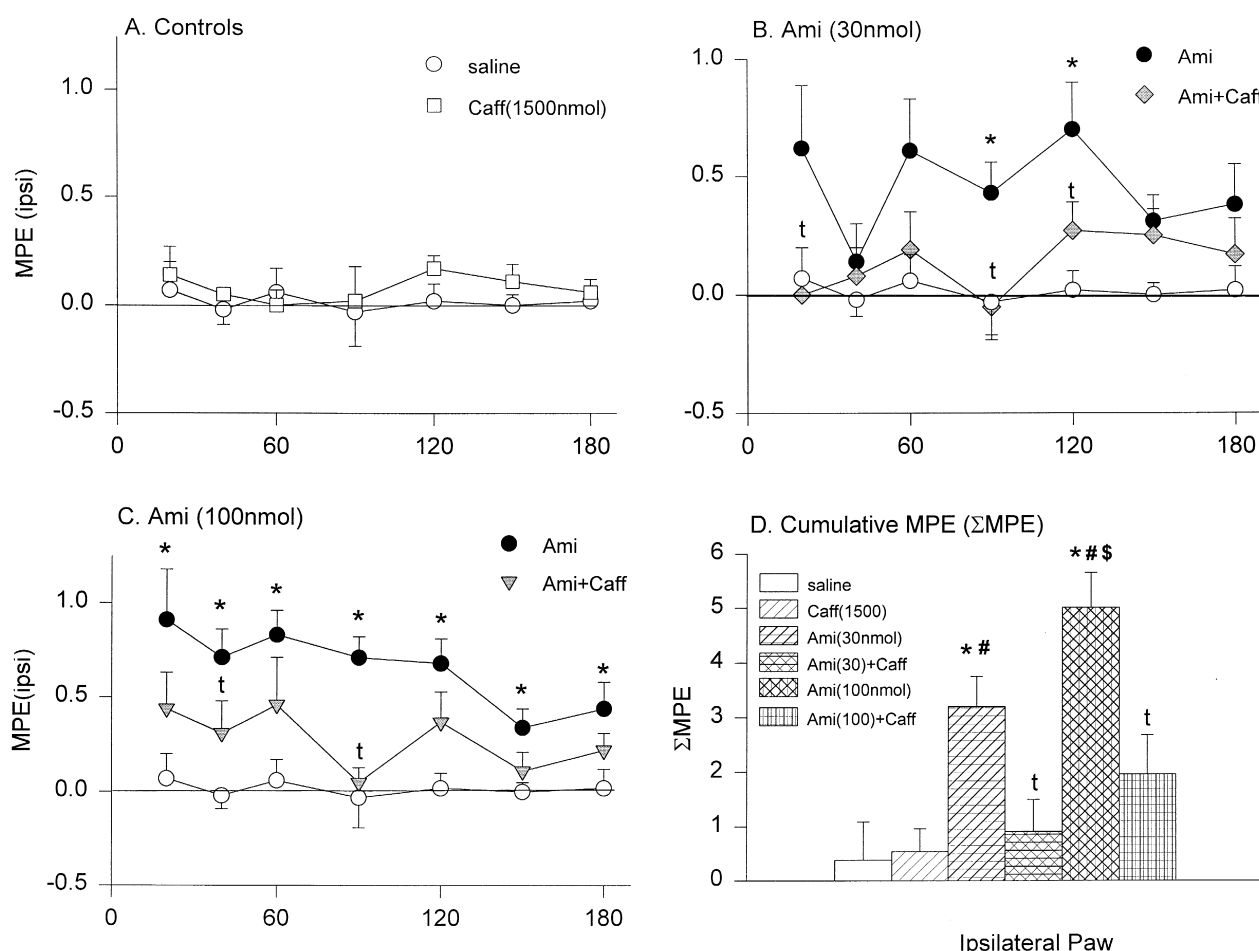 A. Controls
saline
Caff(1500nmol)
MPE (ipsi)
1.0
0.5
0.0
-0.5
0
60
120
180
B. Ami (30nmol)
Ami
Ami+Caff
1.0
0.5
0.0
-0.5
*
*
t
t
t
0
60
120
180
C. Ami (100nmol)
Ami
Ami+Caff
MPE(ipsi)
1.0
0.5
0.0
-0.5
*
*
*
*
*
*
*
t
t
0
60
120
180
D. Cumulative MPE (ΣMPE)
saline
Caff(1500)
Ami(30nmol)
Ami(30)+Caff
Ami(100nmol)
Ami(100)+Caff
ΣMPE
6
5
4
3
2
1
0
*#
t
*#$
t
Ipsilateral Paw